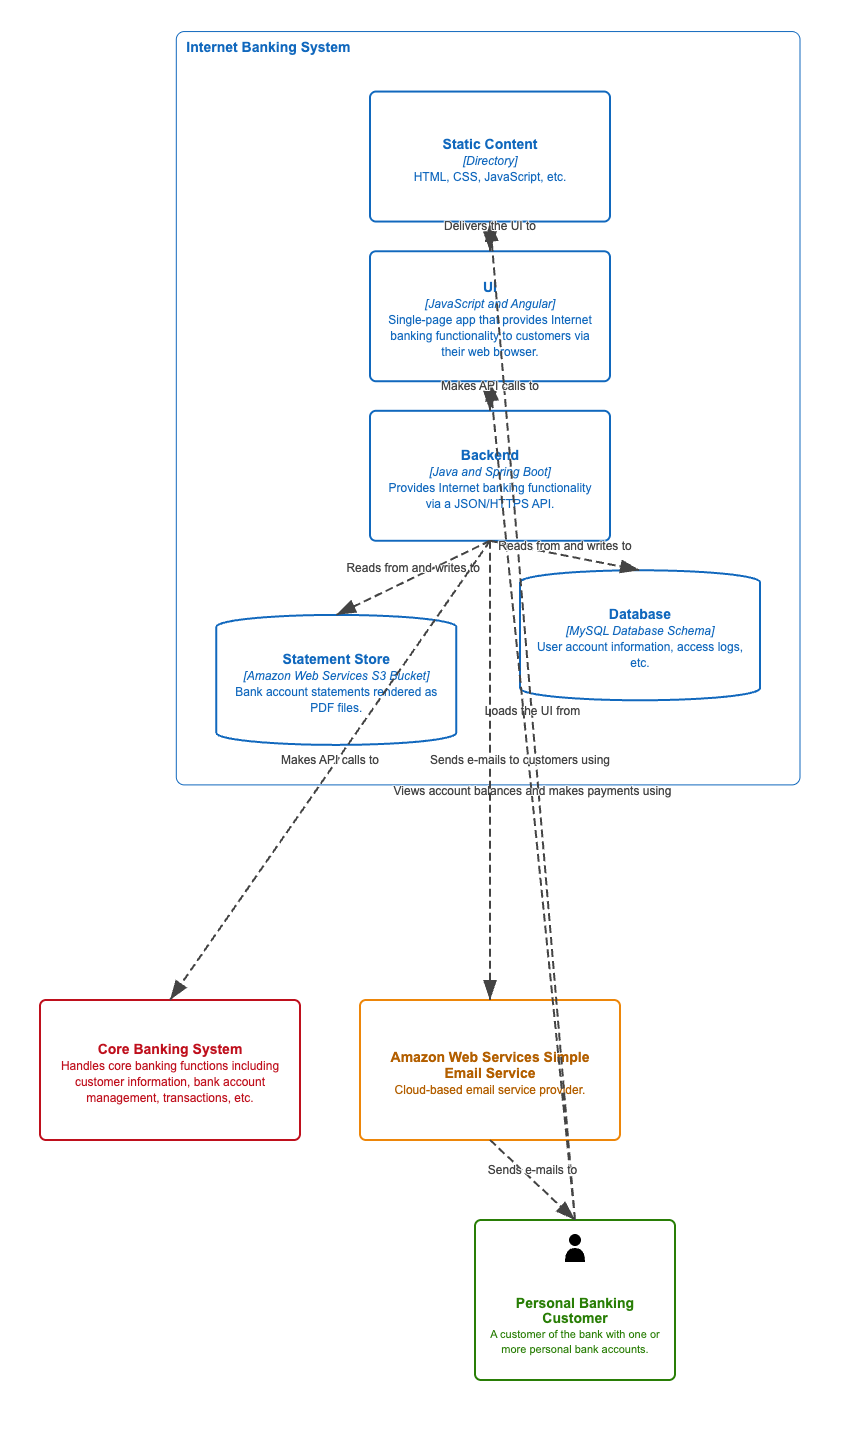 Internet Banking System
Static Content
[Directory]
HTML, CSS, JavaScript, etc.
Delivers the UI to
UI
[JavaScript and Angular]
Single-page app that provides Internet
banking functionality to customers via
their web browser.
Makes API calls to
Backend
[Java and Spring Boot]
Provides Internet banking functionality
via a JSON/HTTPS API.
Reads from and writes to
Reads from and writes to
Database
[MySQL Database Schema]
User account information, access logs,
etc.
Statement Store
[Amazon Web Services S3 Bucket]
Bank account statements rendered as
PDF files.
Loads the UI from
Makes API calls to
Sends e-mails to customers using
Views account balances and makes payments using
Core Banking System
Handles core banking functions including
customer information, bank account
management, transactions, etc.
Amazon Web Services Simple
Email Service
Cloud-based email service provider.
Sends e-mails to
Personal Banking
Customer
A customer of the bank with one or
more personal bank accounts.